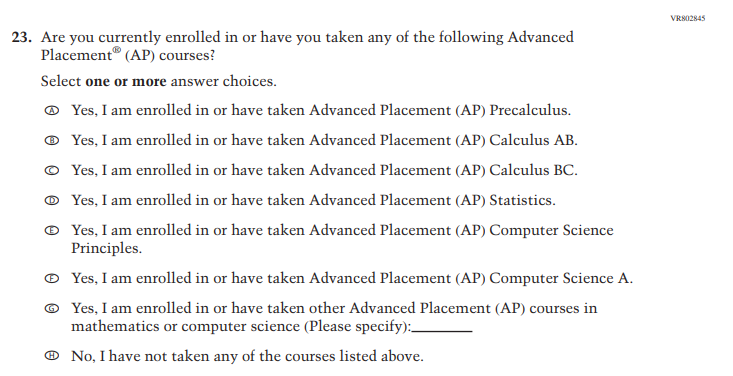 VR802845
23. Are you currently enrolled in or have you taken any of the following Advanced
Placement® (AP) courses?
Select one or more answer choices.
Ⓐ Yes, I am enrolled in or have taken Advanced Placement (AP) Precalculus.
Ⓑ Yes, I am enrolled in or have taken Advanced Placement (AP) Calculus AB.
Ⓒ Yes, I am enrolled in or have taken Advanced Placement (AP) Calculus BC.
Ⓓ Yes, I am enrolled in or have taken Advanced Placement (AP) Statistics.
Ⓔ Yes, I am enrolled in or have taken Advanced Placement (AP) Computer Science
Principles.
Ⓕ Yes, I am enrolled in or have taken Advanced Placement (AP) Computer Science A.
Ⓖ Yes, I am enrolled in or have taken other Advanced Placement (AP) courses in
mathematics or computer science (Please specify):________
Ⓗ No, I have not taken any of the courses listed above.